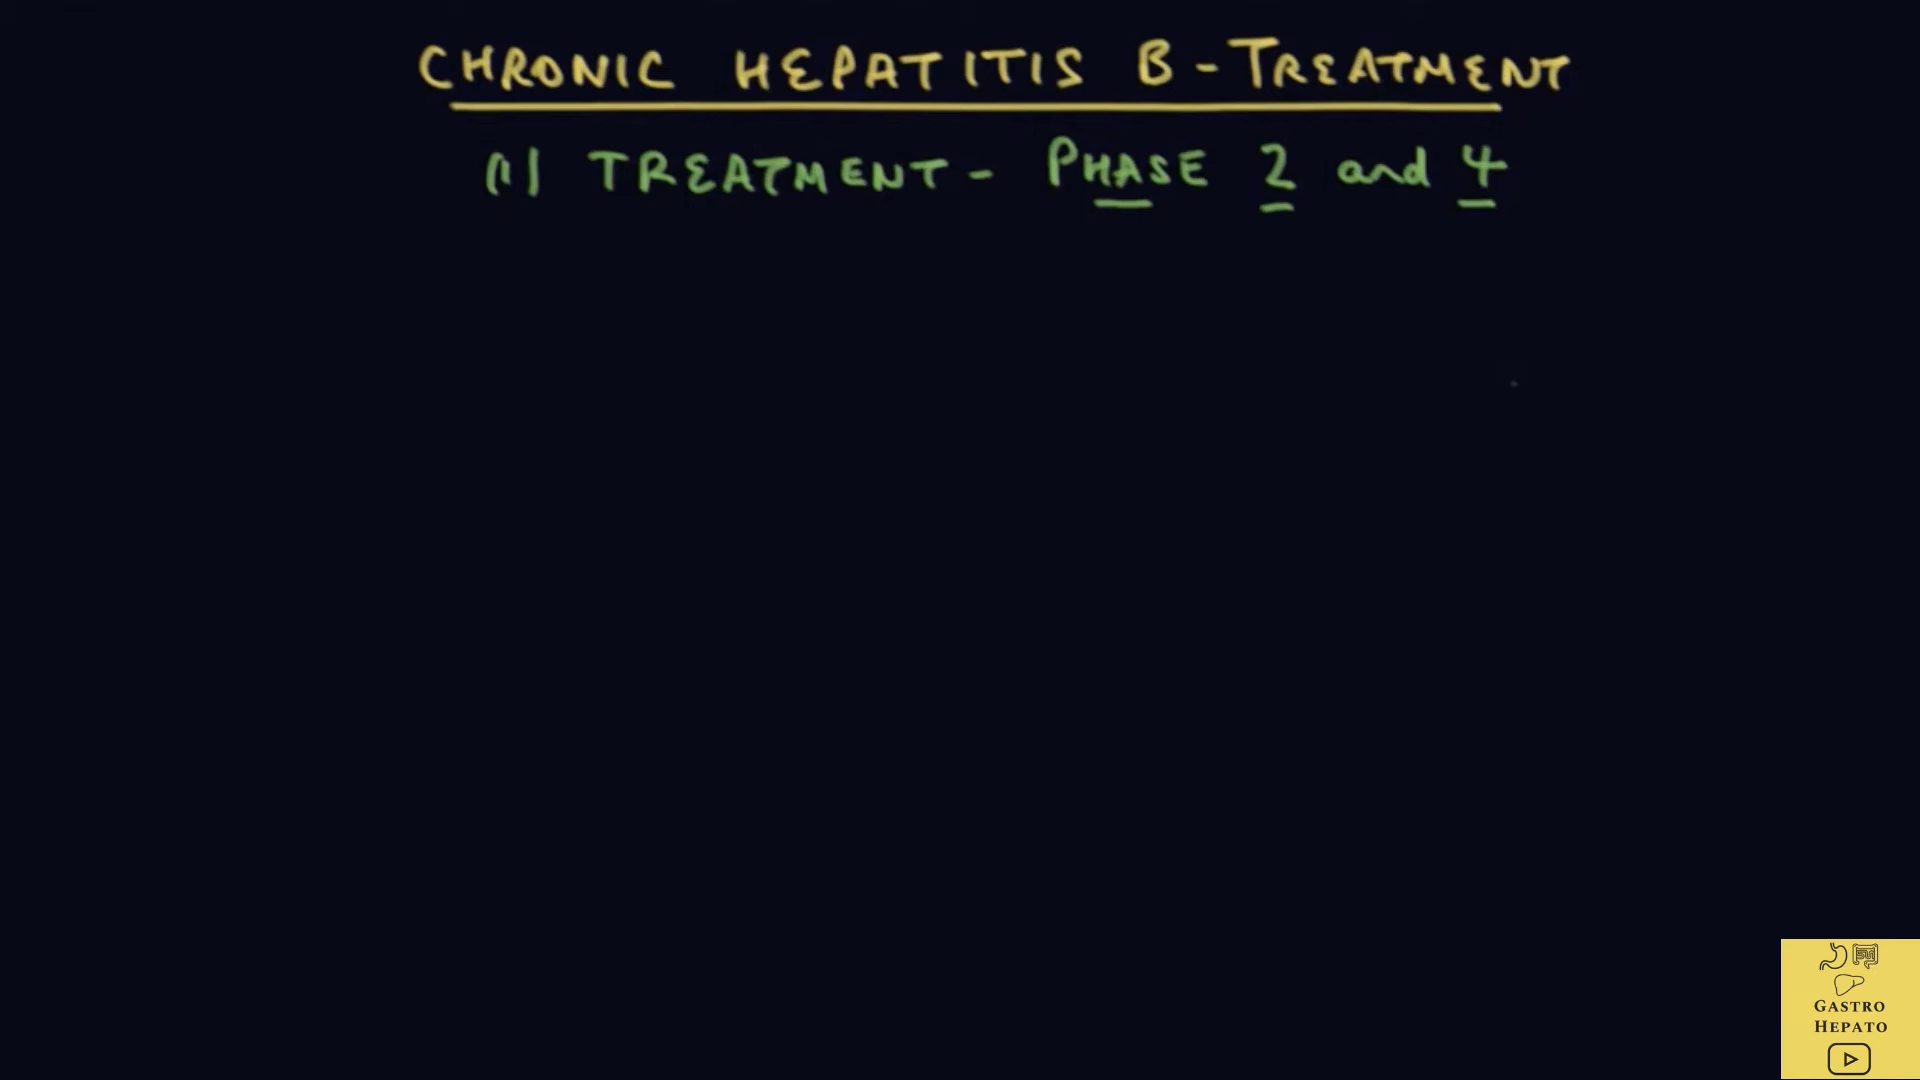 CHRONIC HEPATITIS B - TREATMENT
(1) TREATMENT - PHASE 2 and 4
GASTRO
HEPATO